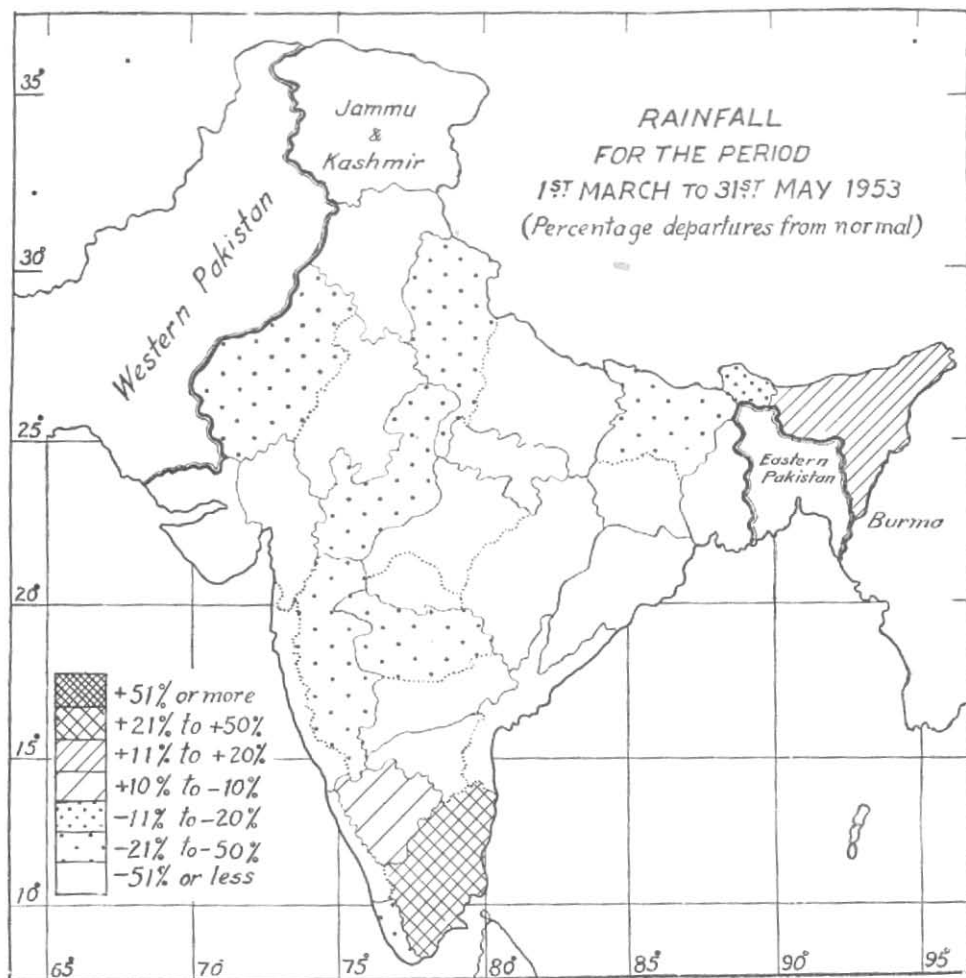 RAINFALL
FOR THE PERIOD
1ST MARCH TO 31ST MAY 1953
(Percentage departures from normal)
Jammu
&
Kashmir
Western Pakistan
Eastern
Pakistan
Burma
35°
30°
25°
20°
15°
10°
+51% or more
+21% to +50%
+11% to +20%
+10% to -10%
-11% to -20%
-21% to -50%
-51% or less
65° 70° 75° 80° 85° 90° 95°